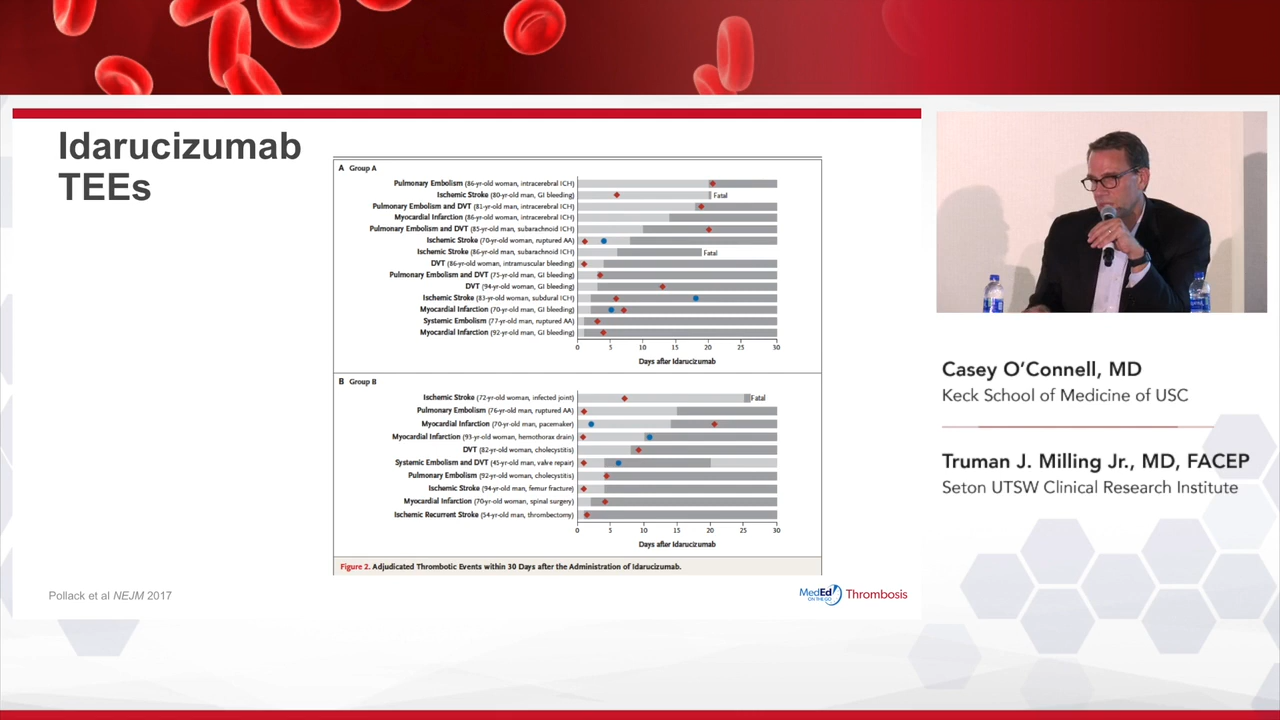 Idarucizumab
TEEs
A Group A
Pulmonary Embolism (86-yr-old woman, intracerebral ICH)
Ischemic Stroke (80-yr-old man, GI bleeding)
Fatal
Pulmonary Embolism and DVT (81-yr-old man, intracerebral ICH)
Myocardial Infarction (86-yr-old woman, intracerebral ICH)
Pulmonary Embolism and DVT (85-yr-old man, subarachnoid ICH)
Ischemic Stroke (70-yr-old woman, ruptured AA)
Ischemic Stroke (86-yr-old man, subarachnoid ICH)
Fatal
DVT (86-yr-old woman, intramuscular bleeding)
Pulmonary Embolism and DVT (75-yr-old man, GI bleeding)
DVT (94-yr-old woman, GI bleeding)
Ischemic Stroke (83-yr-old woman, subdural ICH)
Myocardial Infarction (70-yr-old man, GI bleeding)
Systemic Embolism (77-yr-old man, ruptured AA)
Myocardial Infarction (92-yr-old man, GI bleeding)
0 5 10 15 20 25 30
Days after Idarucizumab
B Group B
Ischemic Stroke (72-yr-old woman, infected joint)
Fatal
Pulmonary Embolism (76-yr-old man, ruptured AA)
Myocardial Infarction (70-yr-old man, pacemaker)
Myocardial Infarction (93-yr-old woman, hemothorax drain)
DVT (82-yr-old woman, cholecystitis)
Systemic Embolism and DVT (45-yr-old man, valve repair)
Pulmonary Embolism (92-yr-old woman, cholecystitis)
Ischemic Stroke (94-yr-old man, femur fracture)
Myocardial Infarction (70-yr-old woman, spinal surgery)
Ischemic Recurrent Stroke (54-yr-old man, thrombectomy)
0 5 10 15 20 25 30
Days after Idarucizumab
Figure 2. Adjudicated Thrombotic Events within 30 Days after the Administration of Idarucizumab.
Pollack et al NEJM 2017
MedEd Thrombosis
ON THE GO
Casey O'Connell, MD
Keck School of Medicine of USC
Truman J. Milling Jr., MD, FACEP
Seton UTSW Clinical Research Institute